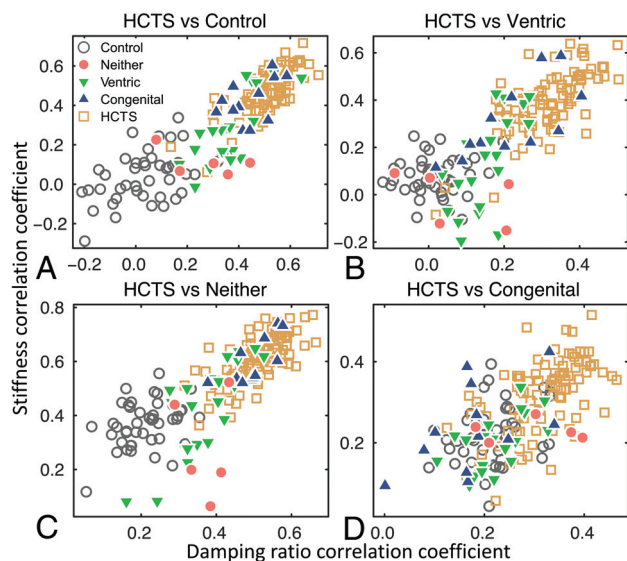 HCTS vs Control
HCTS vs Ventric
Control
Neither
Ventric
Congenital
HCTS
0.6
0.4
0.2
0.0
−0.2
A
−0.2 0.0 0.2 0.4 0.6
0.6
0.4
0.2
0.0
−0.2
B
0.0 0.2 0.4
HCTS vs Neither
HCTS vs Congenital
0.8
0.6
0.4
0.2
C
0.2 0.4 0.6
0.4
0.2
0.0
D
0.0 0.2 0.4
Stiffness correlation coefficient
Damping ratio correlation coefficient